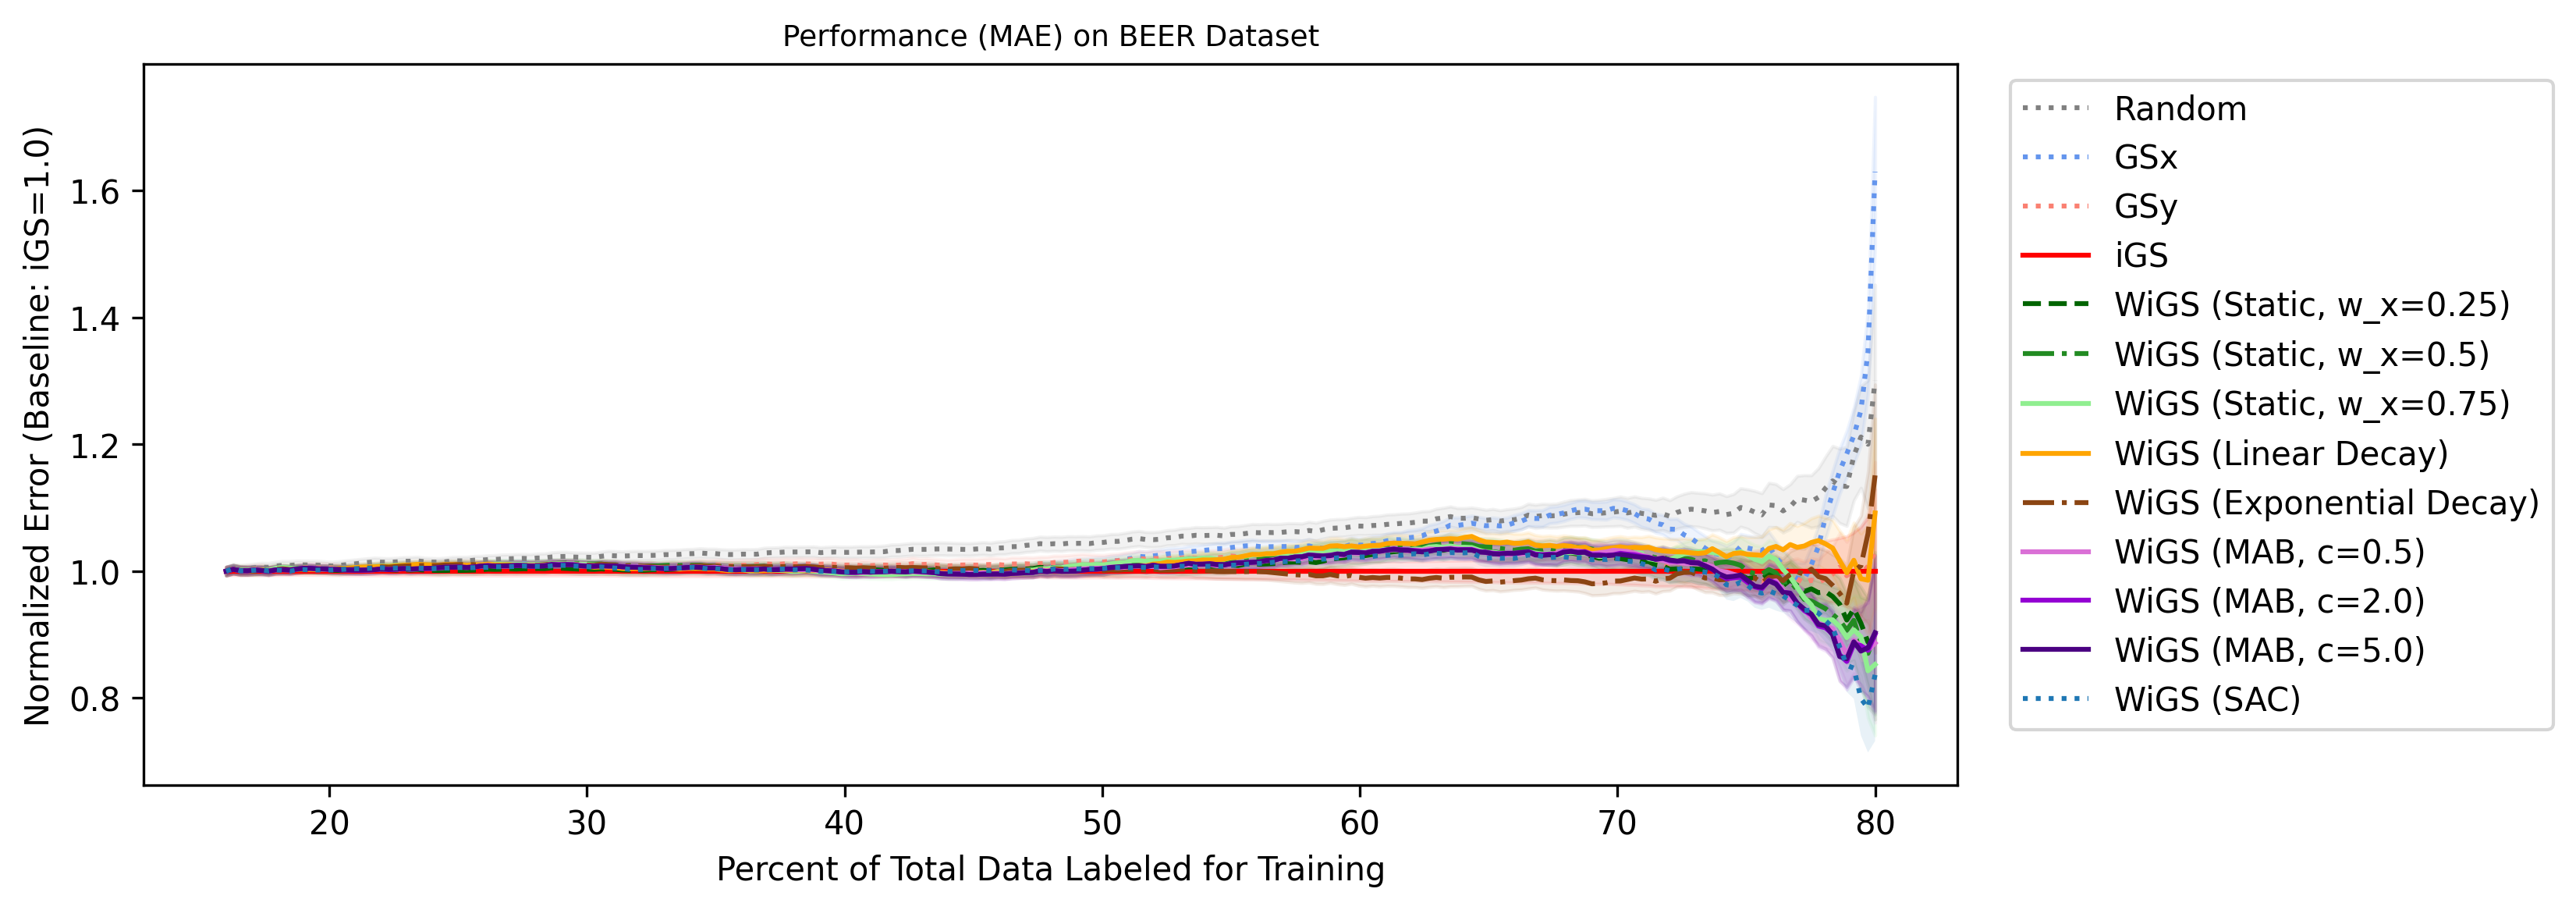 Performance (MAE) on BEER Dataset
Normalized Error (Baseline: iGS=1.0)
1.6
1.4
1.2
1.0
0.8
20
30
40
50
60
70
80
Percent of Total Data Labeled for Training
Random
GSx
GSy
iGS
WiGS (Static, w_x=0.25)
WiGS (Static, w_x=0.5)
WiGS (Static, w_x=0.75)
WiGS (Linear Decay)
WiGS (Exponential Decay)
WiGS (MAB, c=0.5)
WiGS (MAB, c=2.0)
WiGS (MAB, c=5.0)
WiGS (SAC)